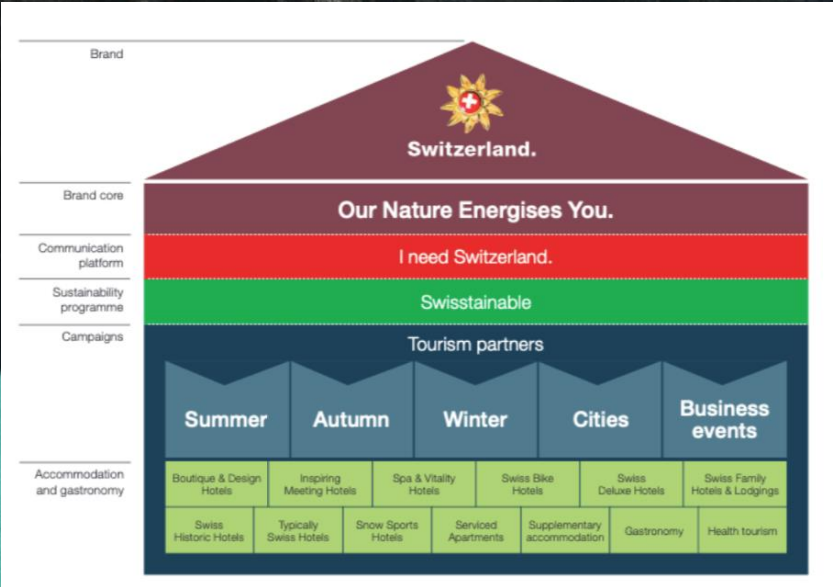 Brand
Switzerland.
Brand core
Our Nature Energises You.
Communication
platform
I need Switzerland.
Sustainability
programme
Swisstainable
Campaigns
Tourism partners
Summer
Autumn
Winter
Cities
Business
events
Accommodation
and gastronomy
Boutique & Design
Hotels
Inspiring
Meeting Hotels
Spa & Vitality
Hotels
Swiss Bike
Hotels
Swiss
Deluxe Hotels
Swiss Family
Hotels & Lodgings
Swiss
Historic Hotels
Typically
Swiss Hotels
Snow Sports
Hotels
Serviced
Apartments
Supplementary
accommodation
Gastronomy
Health tourism